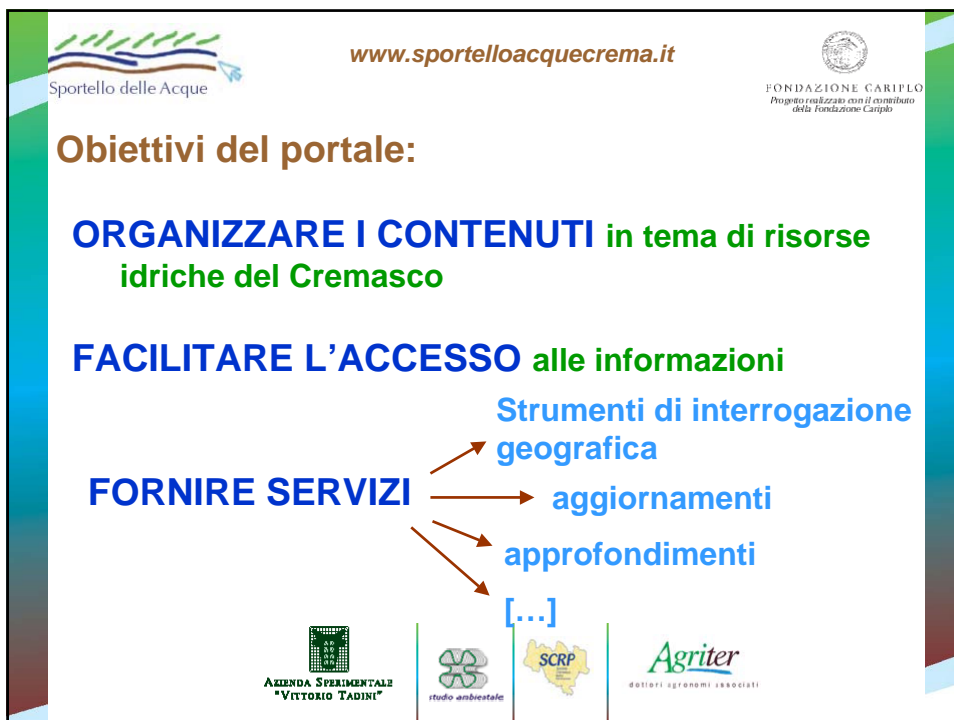 www.sportelloacquecrema.it
Sportello delle Acque
FONDAZIONE CARIPLO
Progetto realizzato con il contributo
della Fondazione Cariplo
Obiettivi del portale:
ORGANIZZARE I CONTENUTI in tema di risorse
idriche del Cremasco
FACILITARE L'ACCESSO alle informazioni
Strumenti di interrogazione
geografica
FORNIRE SERVIZI
aggiornamenti
approfondimenti
[…]
AZIENDA SPERIMENTALE
"VITTORIO TADINI"
studio ambientale
SCRP
Agriter
dottori agronomi associati